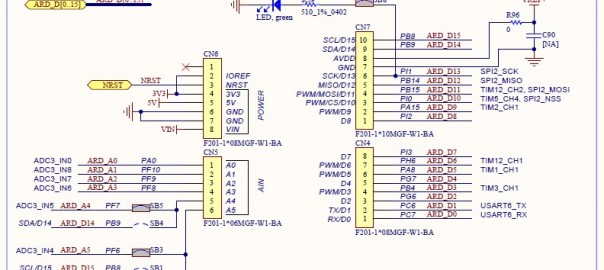 ARD_D[0..15]
ARD_D[0..15]
LED, green
510_1%_0402
R96
0
C90
[NA]
CN7
SCL/D15 10 PB8 ARD_D15
SDA/D14 9 PB9 ARD_D14
AVDD 8
GND 7
SCK/D13 6 PI1 ARD_D13 SPI2_SCK
MISO/D12 5 PB14 ARD_D12 SPI2_MISO
PWM/MOSI/D11 4 PB15 ARD_D11 TIM12_CH2, SPI2_MOSI
PWM/CS/D10 3 PI0 ARD_D10 TIM5_CH4, SPI2_NSS
PWM/D9 2 PA15 ARD_D9 TIM2_CH1
D8 1 PI2 ARD_D8
F201-1*10MGF-W1-BA
CN6
1
2 IOREF
NRST NRST 3 NRST
3V3 4 3V3
5V 5 5V
6 GND
7 GND
VIN 8 VIN
POWER
F201-1*08MGF-W1-BA
CN5
ADC3_IN0 ARD_A0 PA0 1 A0
ADC3_IN8 ARD_A1 PF10 2 A1
ADC3_IN7 ARD_A2 PF9 3 A2
ADC3_IN6 ARD_A3 PF8 4 A3
5 A4
6 A5
AIN
F201-1*06MGF-W1-BA
ADC3_IN5 ARD_A4 PF7 SB5
SDA/D14 ARD_D14 PB9 SB4
ADC3_IN4 ARD_A5 PF6 SB3
SCL/D15 ARD_D15 PB8 SB1
CN4
D7 8 PI3 ARD_D7
PWM/D6 7 PH6 ARD_D6 TIM12_CH1
PWM/D5 6 PA8 ARD_D5 TIM1_CH1
D4 5 PG7 ARD_D4
PWM/D3 4 PB4 ARD_D3 TIM3_CH1
D2 3 PG6 ARD_D2
TX/D1 2 PC6 ARD_D1 USART6_TX
RX/D0 1 PC7 ARD_D0 USART6_RX
F201-1*08MGF-W1-BA